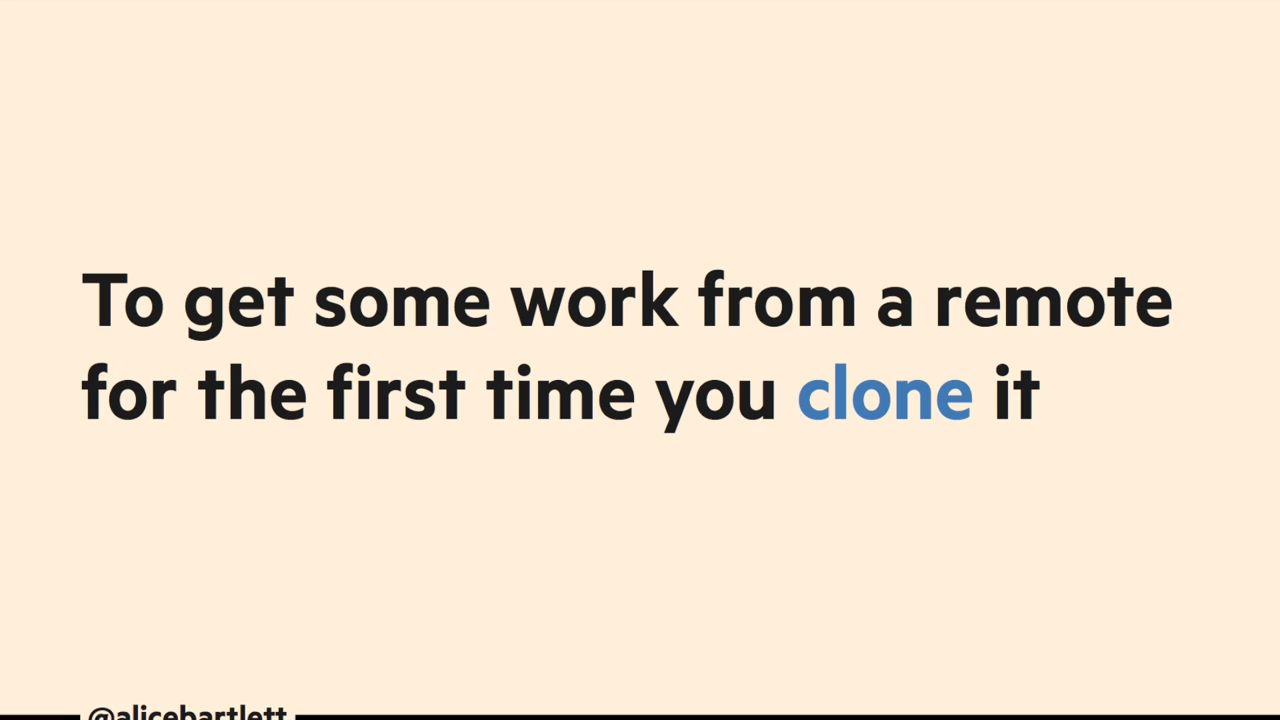 To get some work from a remote
for the first time you clone it
@alicebartlett